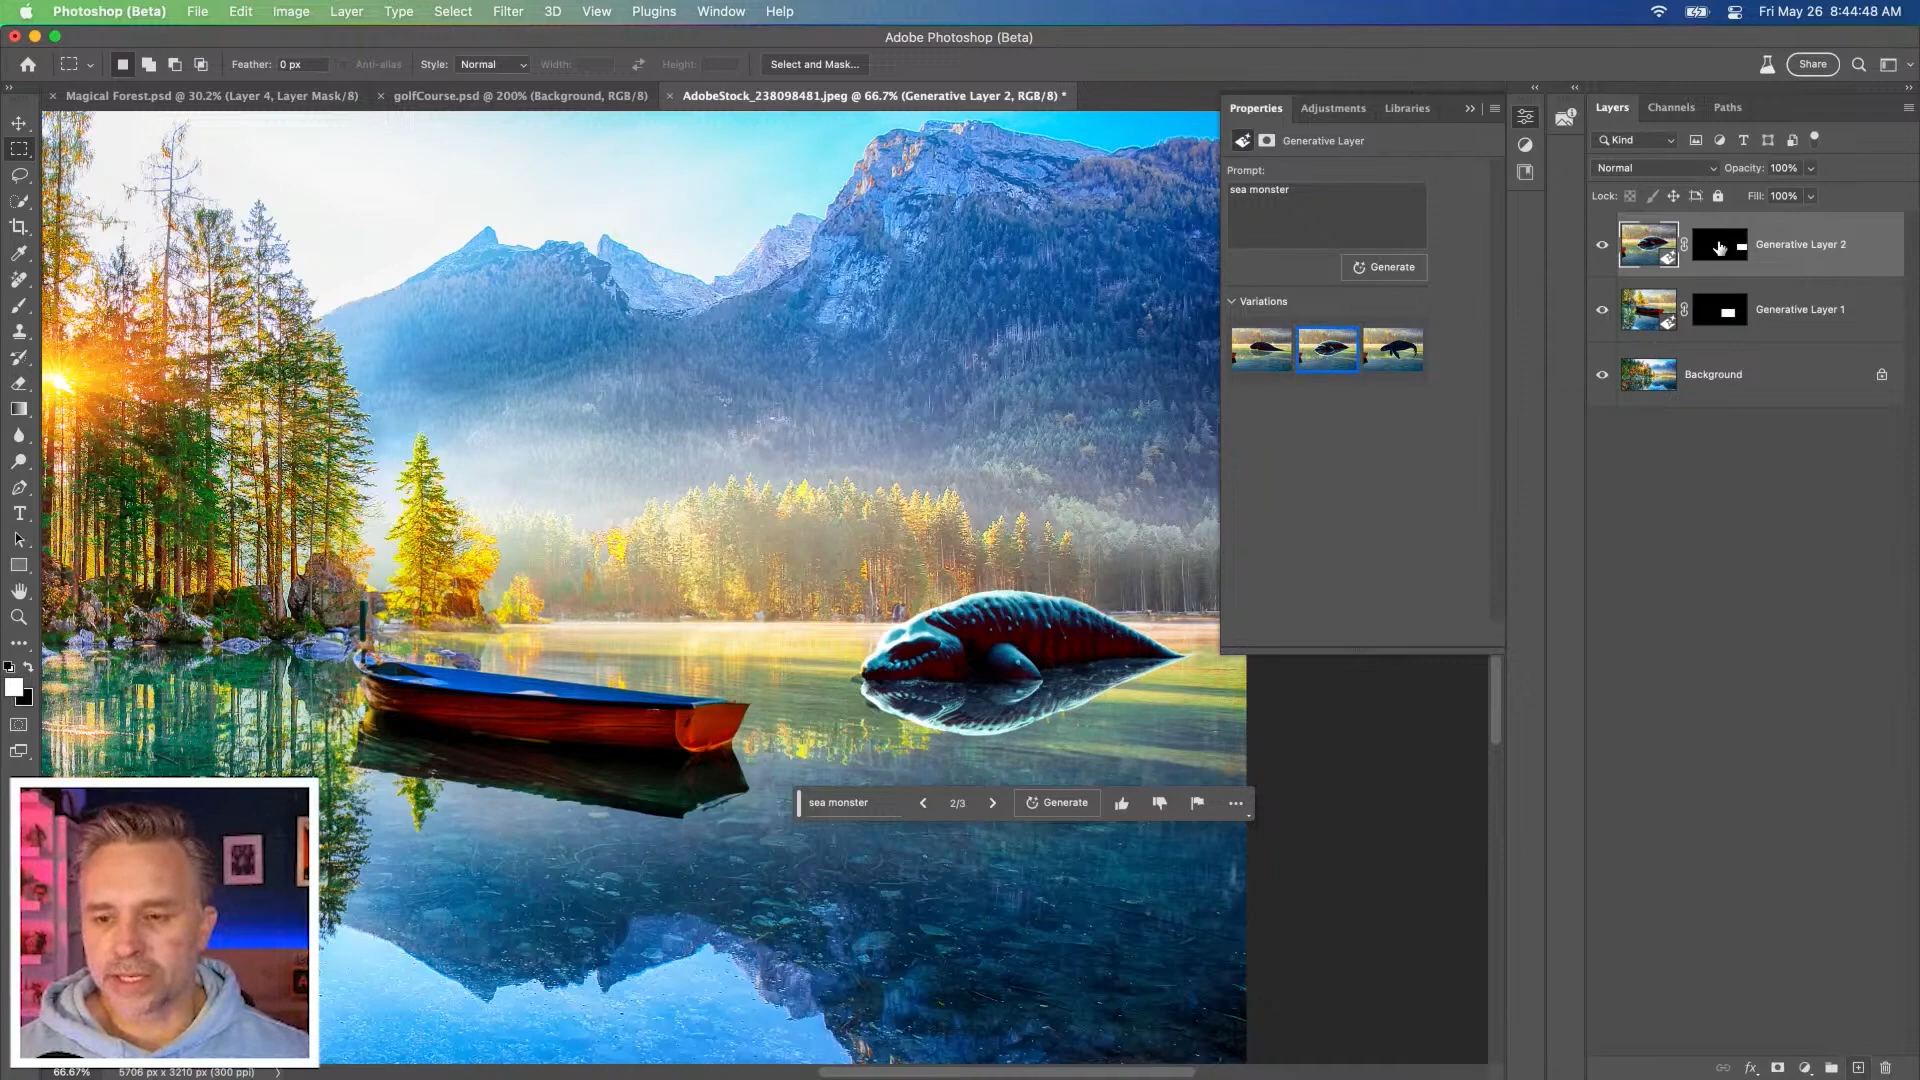 Photoshop (Beta) File Edit Image Layer Type Select Filter 3D View Plugins Window Help Fri May 26 8:44:48 AM
Adobe Photoshop (Beta)
Feather: 0 px Anti-alias Style: Normal Width: Height: Select and Mask... Share
Magical Forest.psd @ 30.2% (Layer 4, Layer Mask/8) golfCourse.psd @ 200% (Background, RGB/8) AdobeStock_238098481.jpeg @ 66.7% (Generative Layer 2, RGB/8) *
Properties Adjustments Libraries
Generative Layer
Prompt:
sea monster
Generate
Variations
Layers Channels Paths
Kind
Normal Opacity: 100%
Lock: Fill: 100%
Generative Layer 2
Generative Layer 1
Background
sea monster 2/3 Generate
66.67% 5706 px x 3210 px (300 ppi)